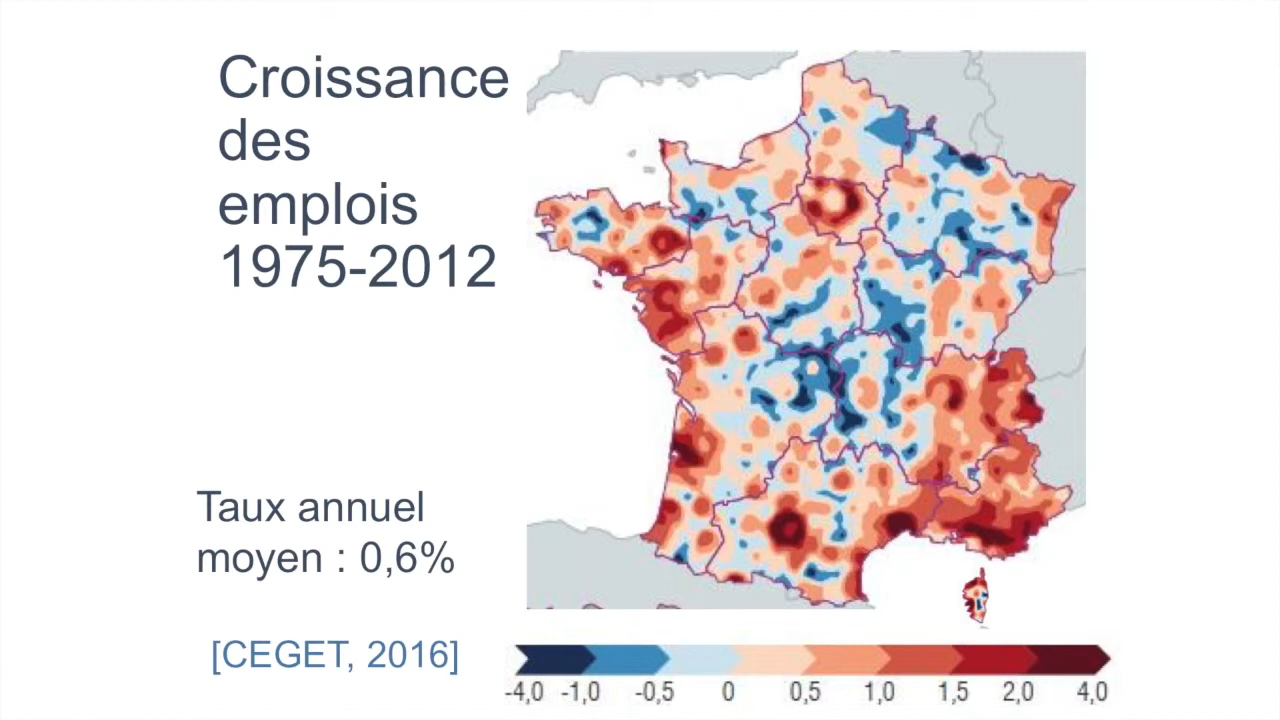 Croissance
des
emplois
1975-2012
Taux annuel
moyen : 0,6%
[CEGET, 2016]
-4,0 -1,0 -0,5 0 0,5 1,0 1,5 2,0 4,0